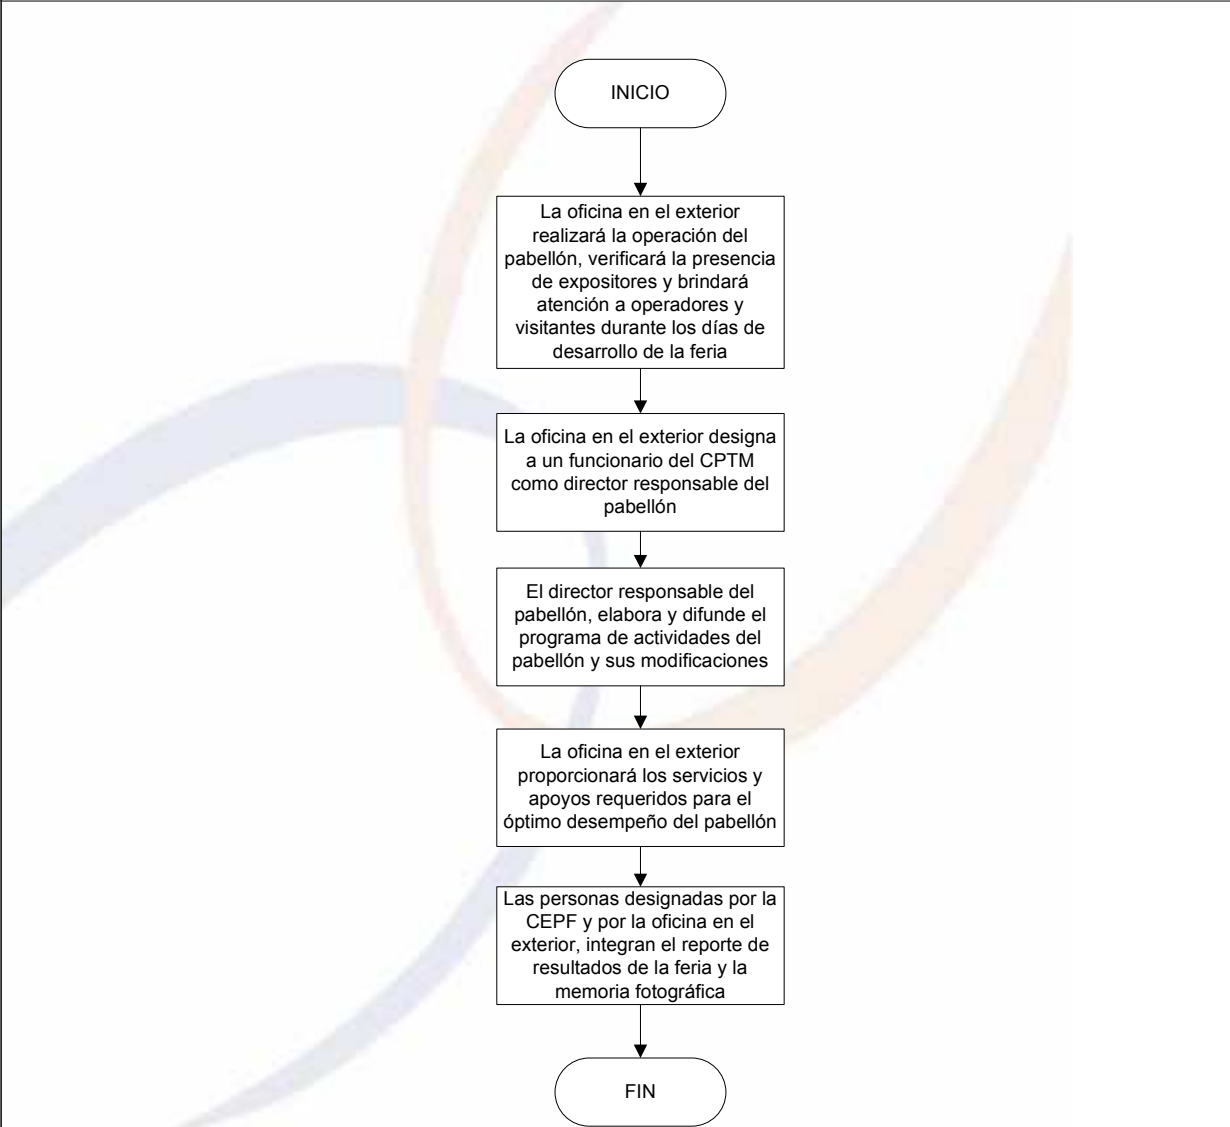 INICIO
La oficina en el exterior
realizará la operación del
pabellón, verificará la presencia
de expositores y brindará
atención a operadores y
visitantes durante los días de
desarrollo de la feria
La oficina en el exterior designa
a un funcionario del CPTM
como director responsable del
pabellón
El director responsable del
pabellón, elabora y difunde el
programa de actividades del
pabellón y sus modificaciones
La oficina en el exterior
proporcionará los servicios y
apoyos requeridos para el
óptimo desempeño del pabellón
Las personas designadas por la
CEPF y por la oficina en el
exterior, integran el reporte de
resultados de la feria y la
memoria fotográfica
FIN